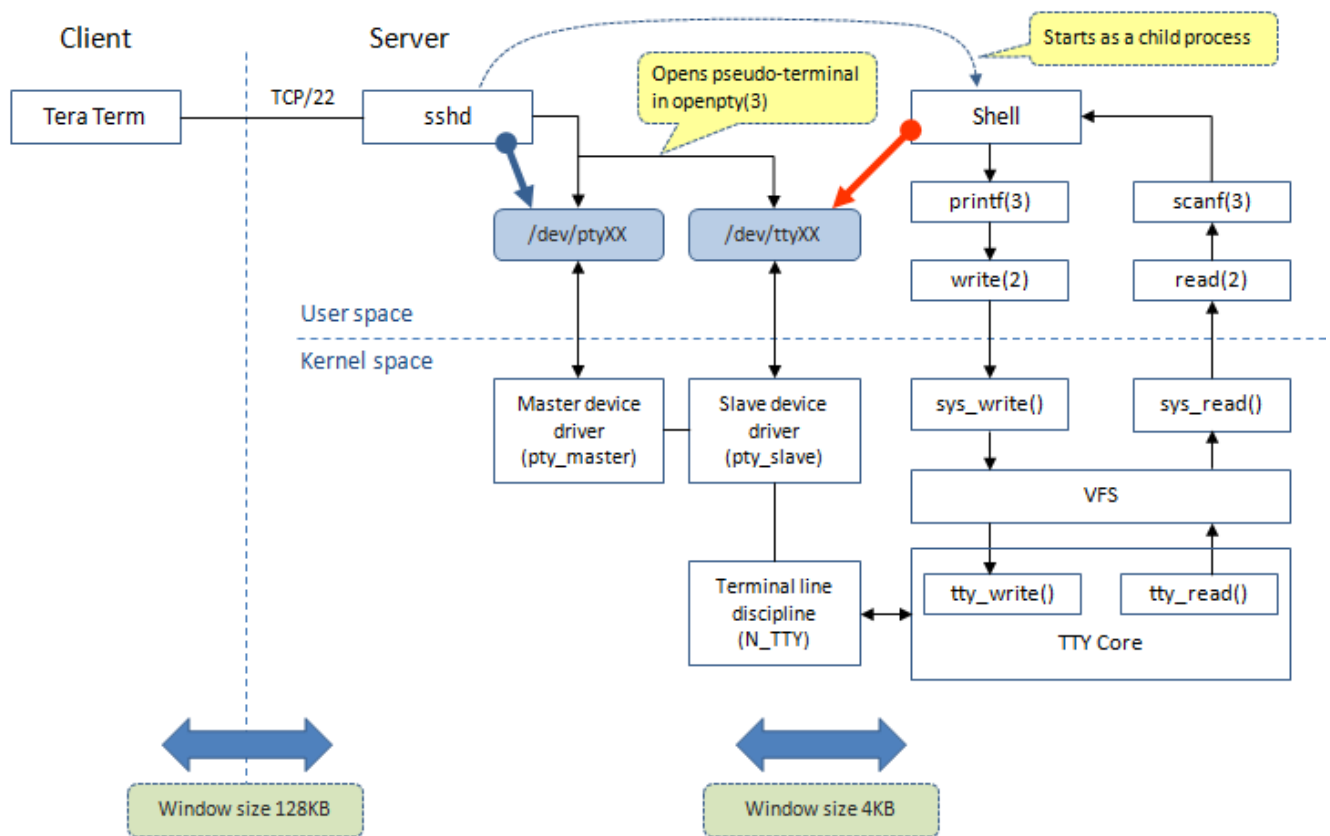 Client
Server
Starts as a child process
Opens pseudo-terminal
in openpty(3)
Tera Term
TCP/22
sshd
Shell
printf(3)
scanf(3)
/dev/ptyXX
/dev/ttyXX
write(2)
read(2)
User space
Kernel space
Master device
driver
(pty_master)
Slave device
driver
(pty_slave)
sys_write()
sys_read()
VFS
Terminal line
discipline
(N_TTY)
tty_write()
tty_read()
TTY Core
Window size 128KB
Window size 4KB